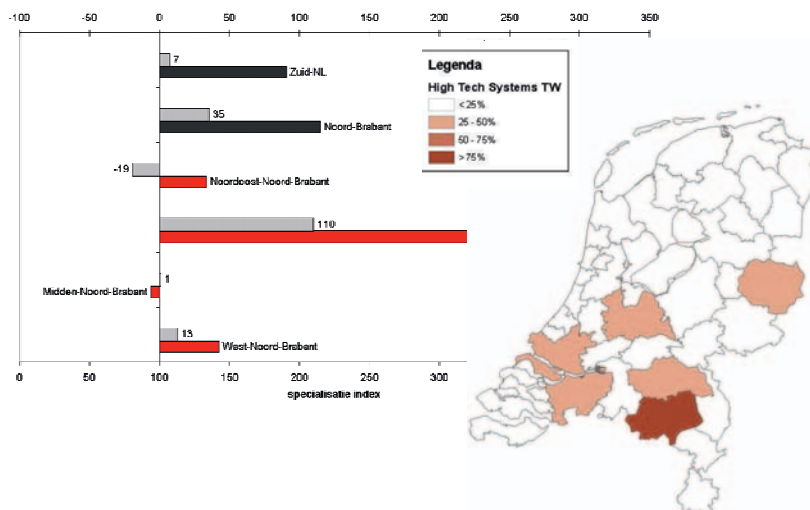 -100 -50 0 50 100 150 200 250 300 350
7
Zuid-NL
35
Noord-Brabant
-19
Noordoost-Noord-Brabant
110
1
Midden-Noord-Brabant
13
West-Noord-Brabant
0 50 100 150 200 250 300
specialisatie index
Legenda
High Tech Systems TW
<25%
25 - 50%
50 - 75%
>75%